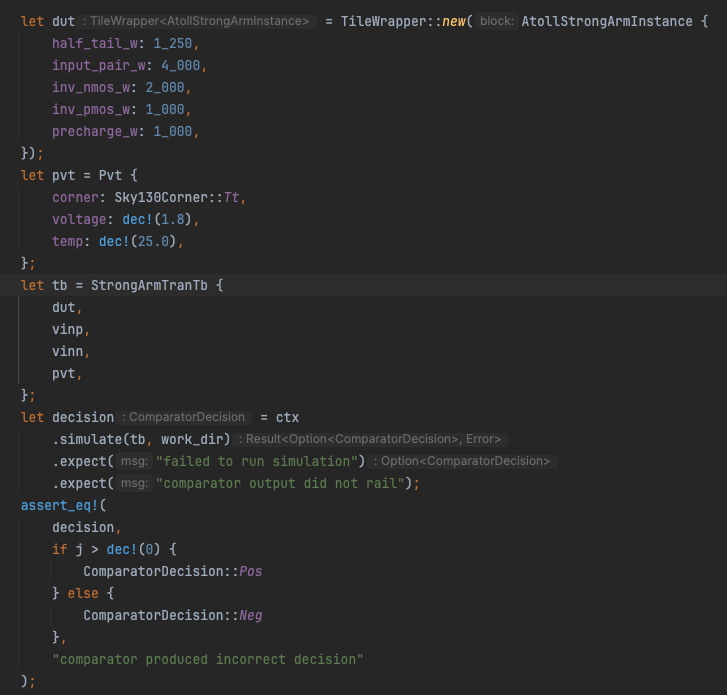 let dut : TileWrapper<AtollStrongArmInstance> = TileWrapper::new( block: AtollStrongArmInstance {
    half_tail_w: 1_250,
    input_pair_w: 4_000,
    inv_nmos_w: 2_000,
    inv_pmos_w: 1_000,
    precharge_w: 1_000,
});
let pvt = Pvt {
    corner: Sky130Corner::Tt,
    voltage: dec!(1.8),
    temp: dec!(25.0),
};
let tb = StrongArmTranTb {
    dut,
    vinp,
    vinn,
    pvt,
};
let decision : ComparatorDecision = ctx
    .simulate(tb, work_dir) : Result<Option<ComparatorDecision>, Error>
    .expect( msg: "failed to run simulation") : Option<ComparatorDecision>
    .expect( msg: "comparator output did not rail");
assert_eq!(
    decision,
    if j > dec!(0) {
        ComparatorDecision::Pos
    } else {
        ComparatorDecision::Neg
    },
    "comparator produced incorrect decision"
);